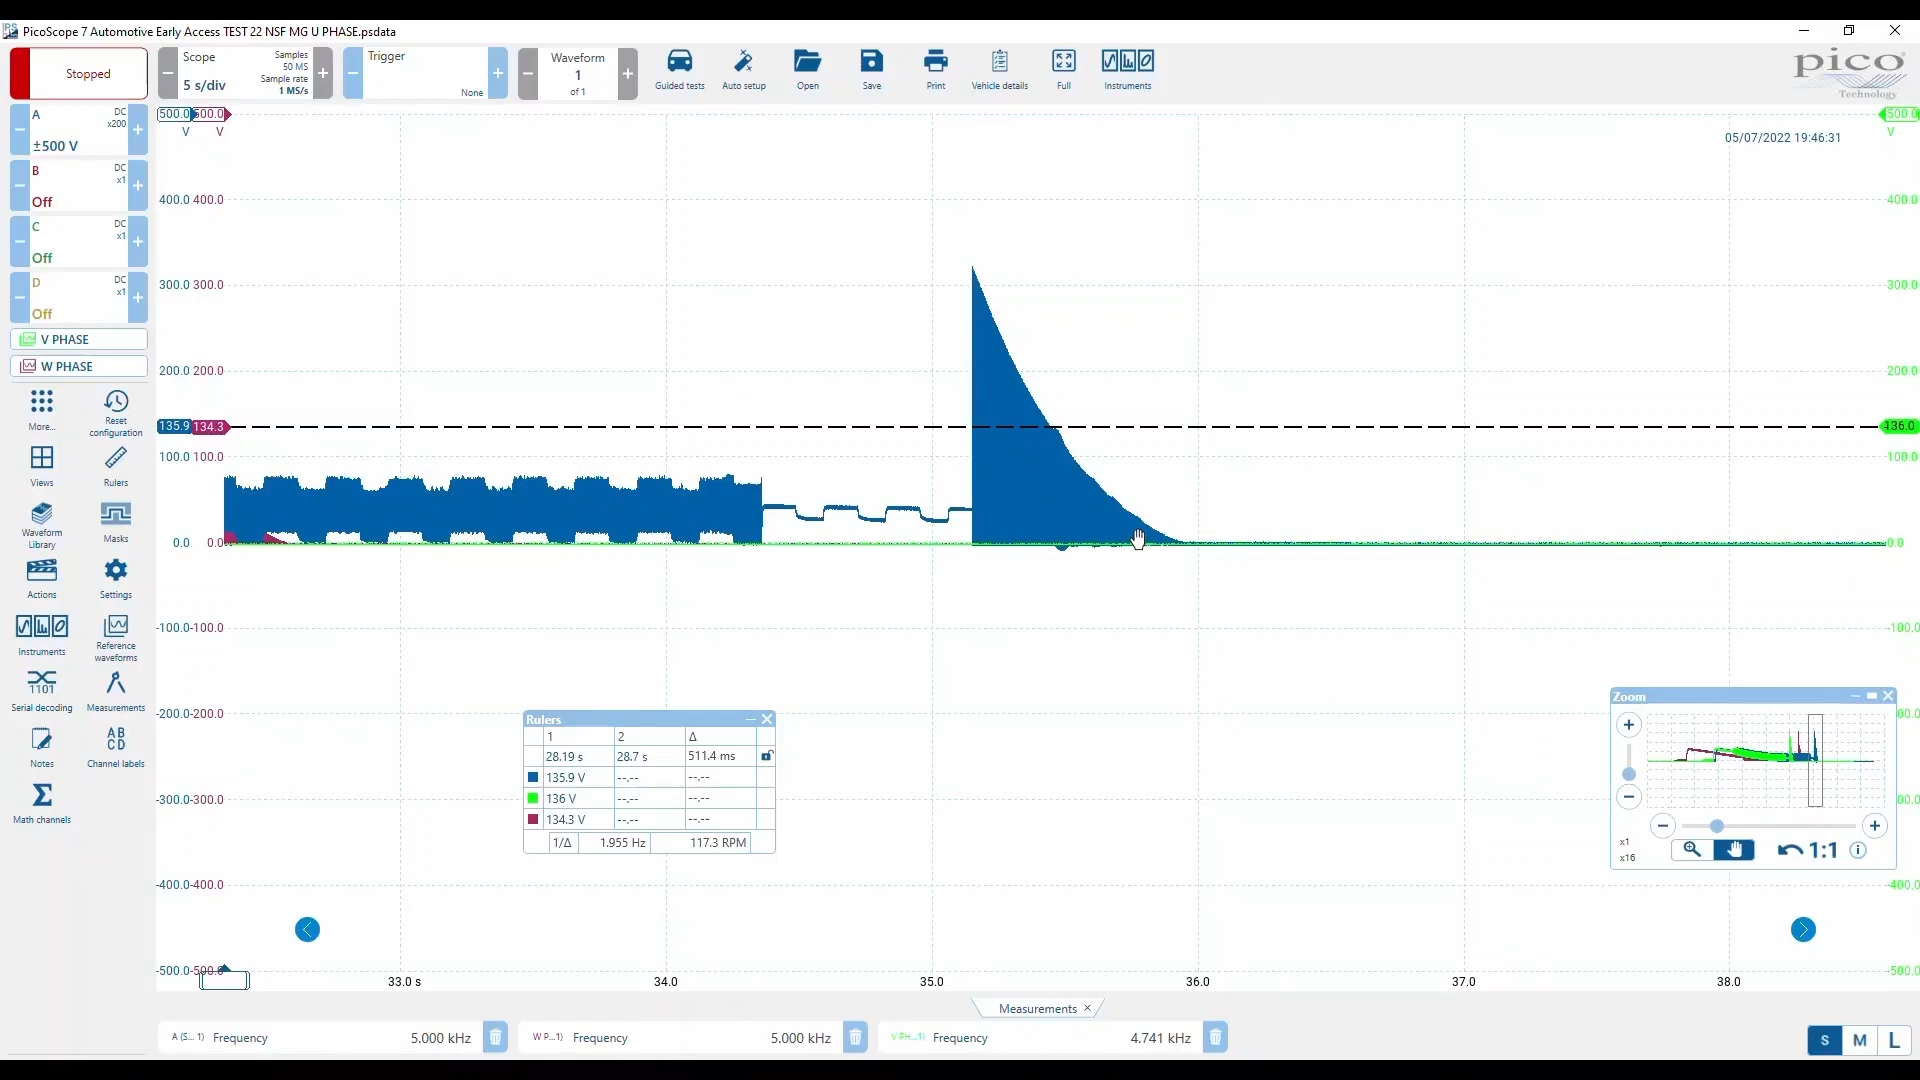 PicoScope 7 Automotive Early Access TEST 22 NSF MG U PHASE.psdata
Stopped
Scope
5 s/div
Samples
50 MS
Sample rate
1 MS/s
Trigger
None
Waveform
1
of 1
Guided tests
Auto setup
Open
Save
Print
Vehicle details
Full
Instruments
pico
Technology
A
DC
x200
±500 V
B
DC
x1
Off
C
DC
x1
Off
D
DC
x1
Off
V PHASE
W PHASE
More...
Reset configuration
Views
Rulers
Waveform Library
Masks
Actions
Settings
Instruments
Reference waveforms
Serial decoding
Measurements
Notes
Channel labels
Math channels
05/07/2022 19:46:31
500.0 500.0 500.0
V V V
400.0 400.0 400.0
300.0 300.0 300.0
200.0 200.0 200.0
135.9 134.3 136.0
100.0 100.0 100.0
0.0 0.0 0.0
-100.0 -100.0 -100.0
-200.0 -200.0
-300.0 -300.0
-400.0 -400.0 -400.0
-500.0 -500.0 -500.0
33.0 s 34.0 35.0 36.0 37.0 38.0
Rulers
1 2 Δ
28.19 s 28.7 s 511.4 ms
135.9 V --.-- --.--
136 V --.-- --.--
134.3 V --.-- --.--
1/Δ 1.955 Hz 117.3 RPM
Zoom
x1
x16
1:1
Measurements
A (S... 1) Frequency 5.000 kHz
W P...1) Frequency 5.000 kHz
V PH...1) Frequency 4.741 kHz
S M L